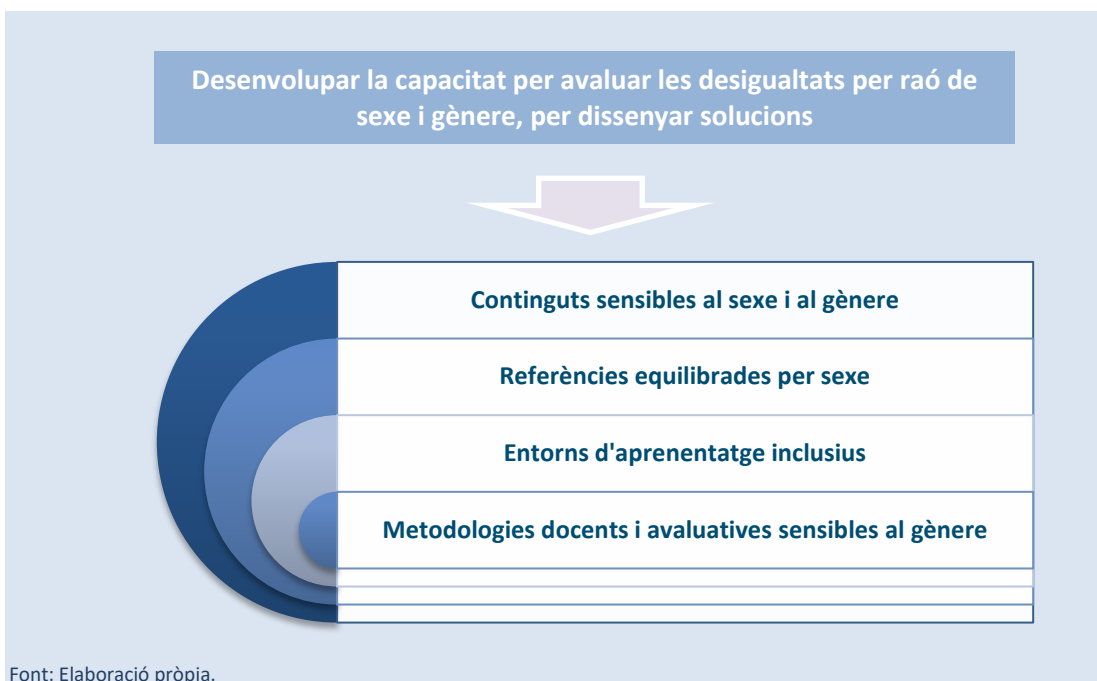 Desenvolupar la capacitat per avaluar les desigualtats per raó de
sexe i gènere, per dissenyar solucions
Continguts sensibles al sexe i al gènere
Referències equilibrades per sexe
Entorns d'aprenentatge inclusius
Metodologies docents i avaluatives sensibles al gènere
Font: Elaboració pròpia.